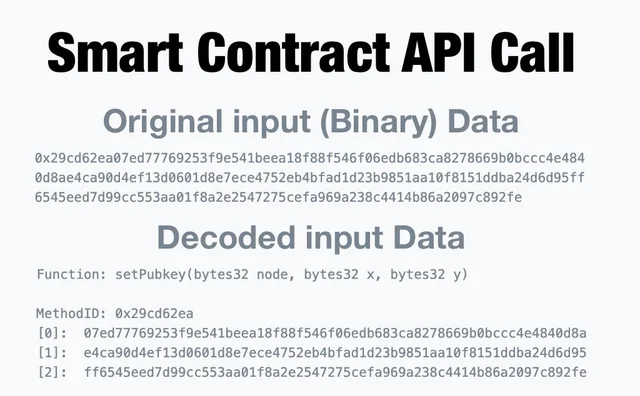 Smart Contract API Call
Original input (Binary) Data
0x29cd62ea07ed77769253f9e541beea18f88f546f06edb683ca8278669b0bccc4e484
0d8ae4ca90d4ef13d0601d8e7ece4752eb4bfad1d23b9851aa10f8151ddba24d6d95ff
6545eed7d99cc553aa01f8a2e2547275cefa969a238c4414b86a2097c892fe
Decoded input Data
Function: setPubkey(bytes32 node, bytes32 x, bytes32 y)
MethodID: 0x29cd62ea
[0]: 07ed77769253f9e541beea18f88f546f06edb683ca8278669b0bccc4e4840d8a
[1]: e4ca90d4ef13d0601d8e7ece4752eb4bfad1d23b9851aa10f8151ddba24d6d95
[2]: ff6545eed7d99cc553aa01f8a2e2547275cefa969a238c4414b86a2097c892fe